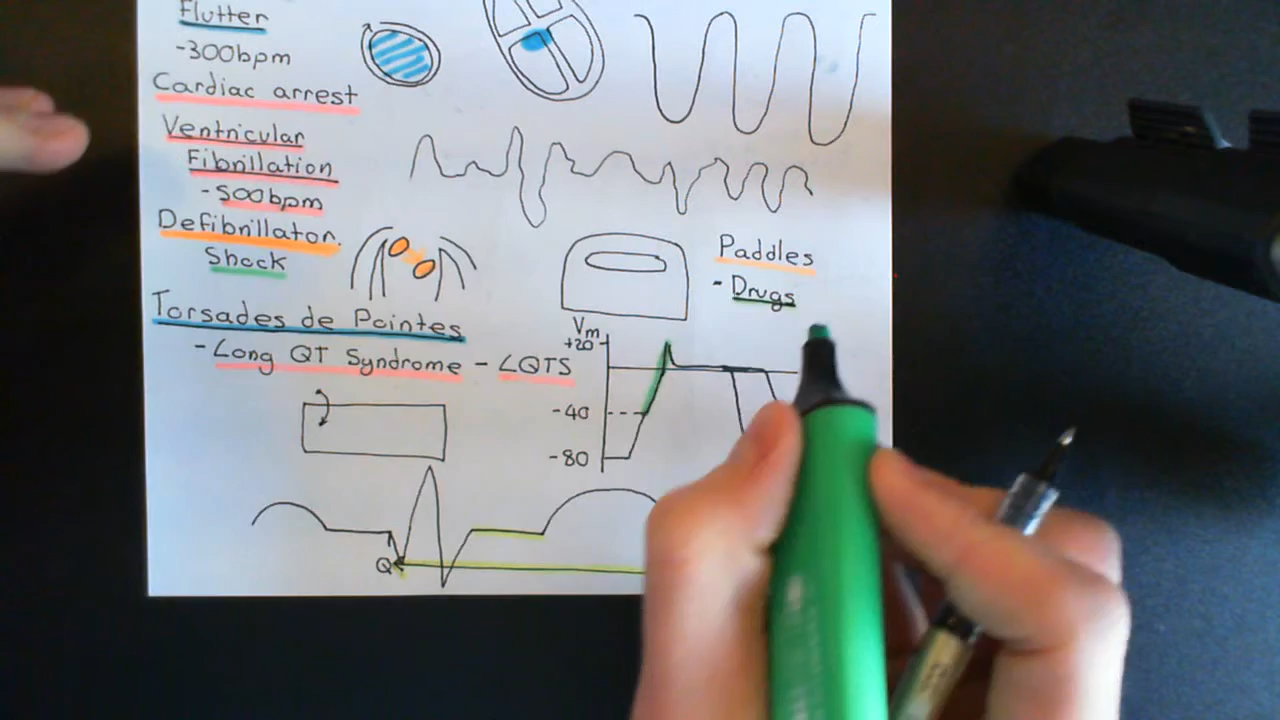 Flutter
-300bpm
Cardiac arrest
Ventricular
Fibrillation
-500bpm
Defibrillator.
Shock
Paddles
- Drugs
Torsades de Pointes
- Long QT Syndrome - LQTS
Vm
+20
-40
-80
Q